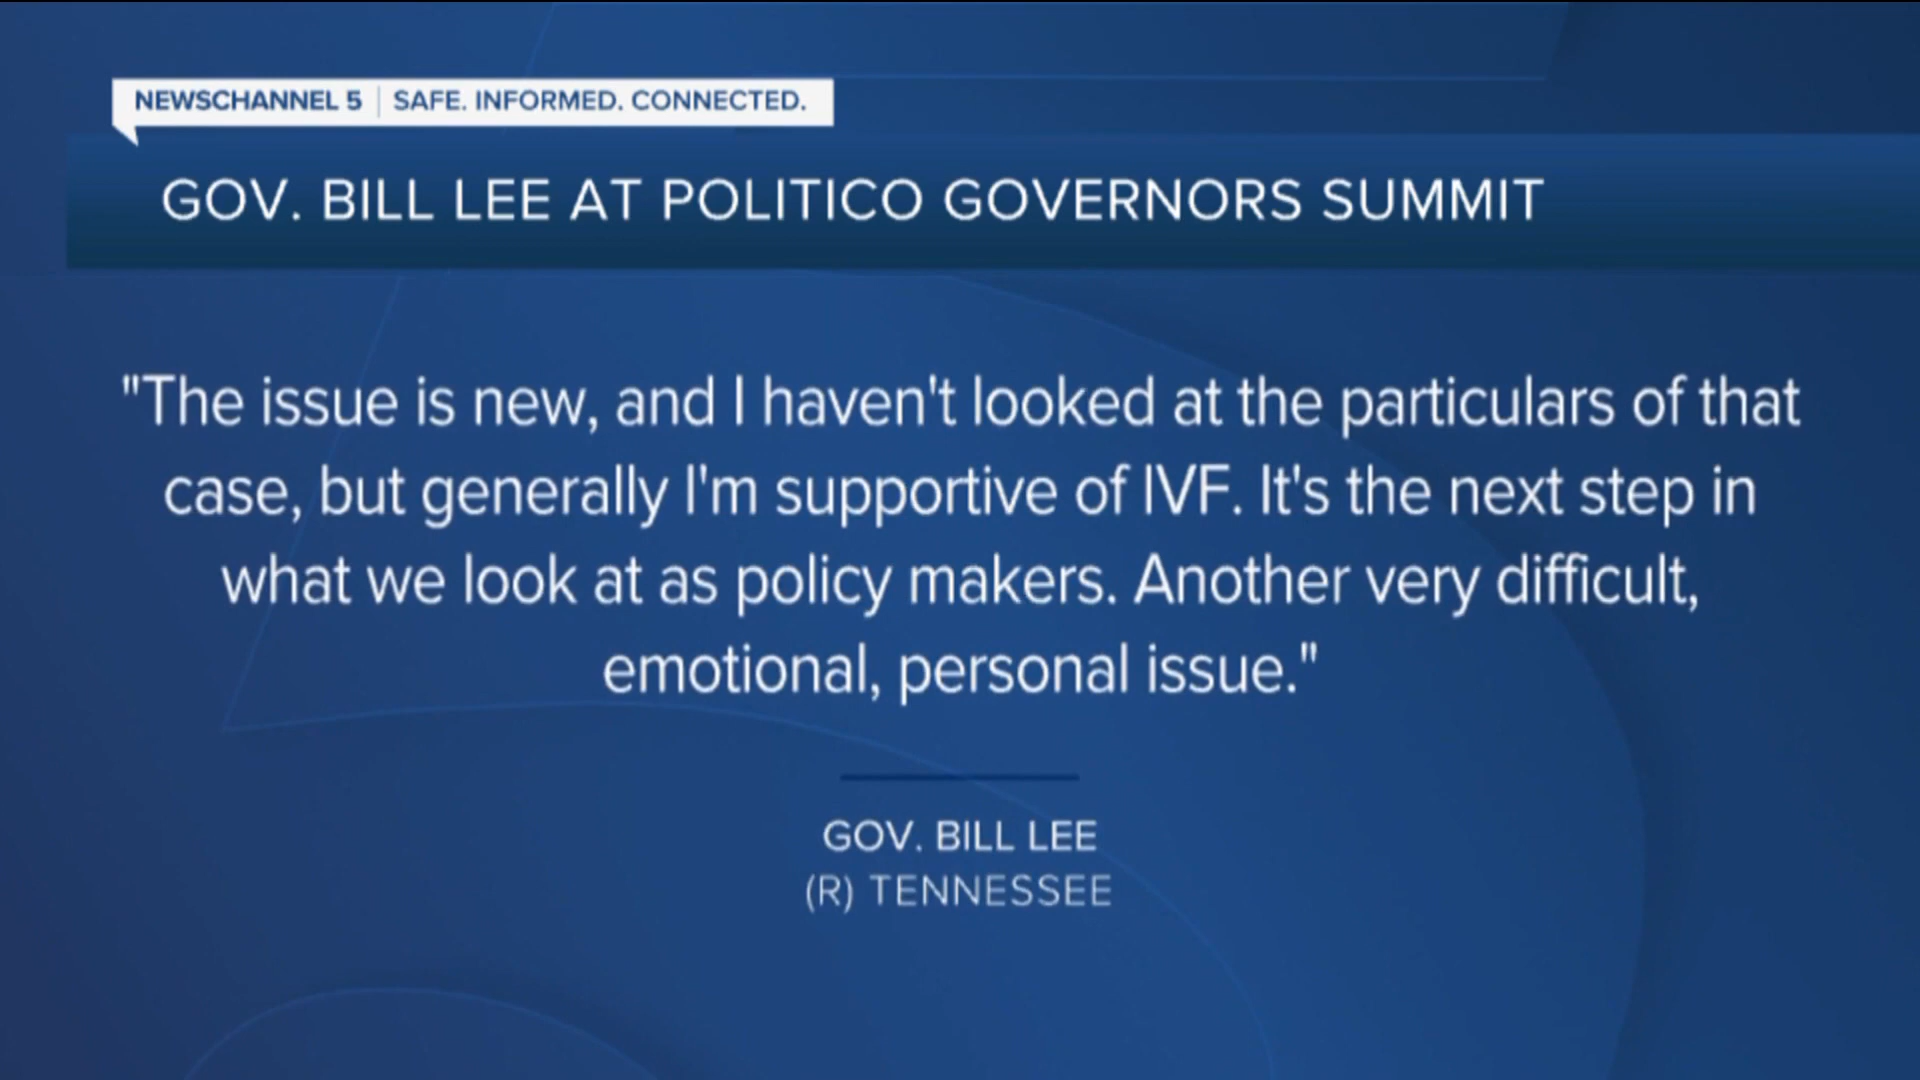 NEWSCHANNEL 5 | SAFE. INFORMED. CONNECTED.
GOV. BILL LEE AT POLITICO GOVERNORS SUMMIT
"The issue is new, and I haven't looked at the particulars of that
case, but generally I'm supportive of IVF. It's the next step in
what we look at as policy makers. Another very difficult,
emotional, personal issue."
GOV. BILL LEE
(R) TENNESSEE